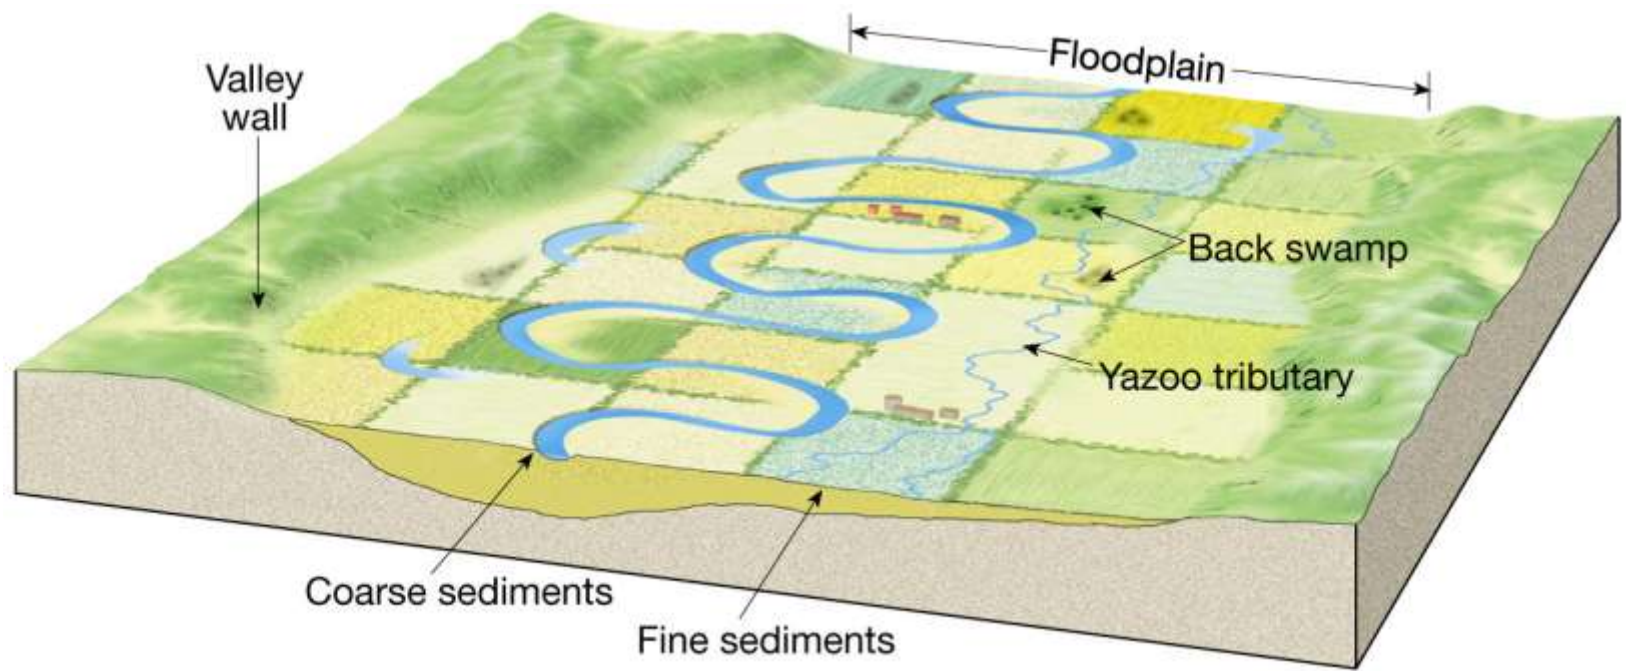 Floodplain
Valley
wall
Back swamp
Yazoo tributary
Coarse sediments
Fine sediments